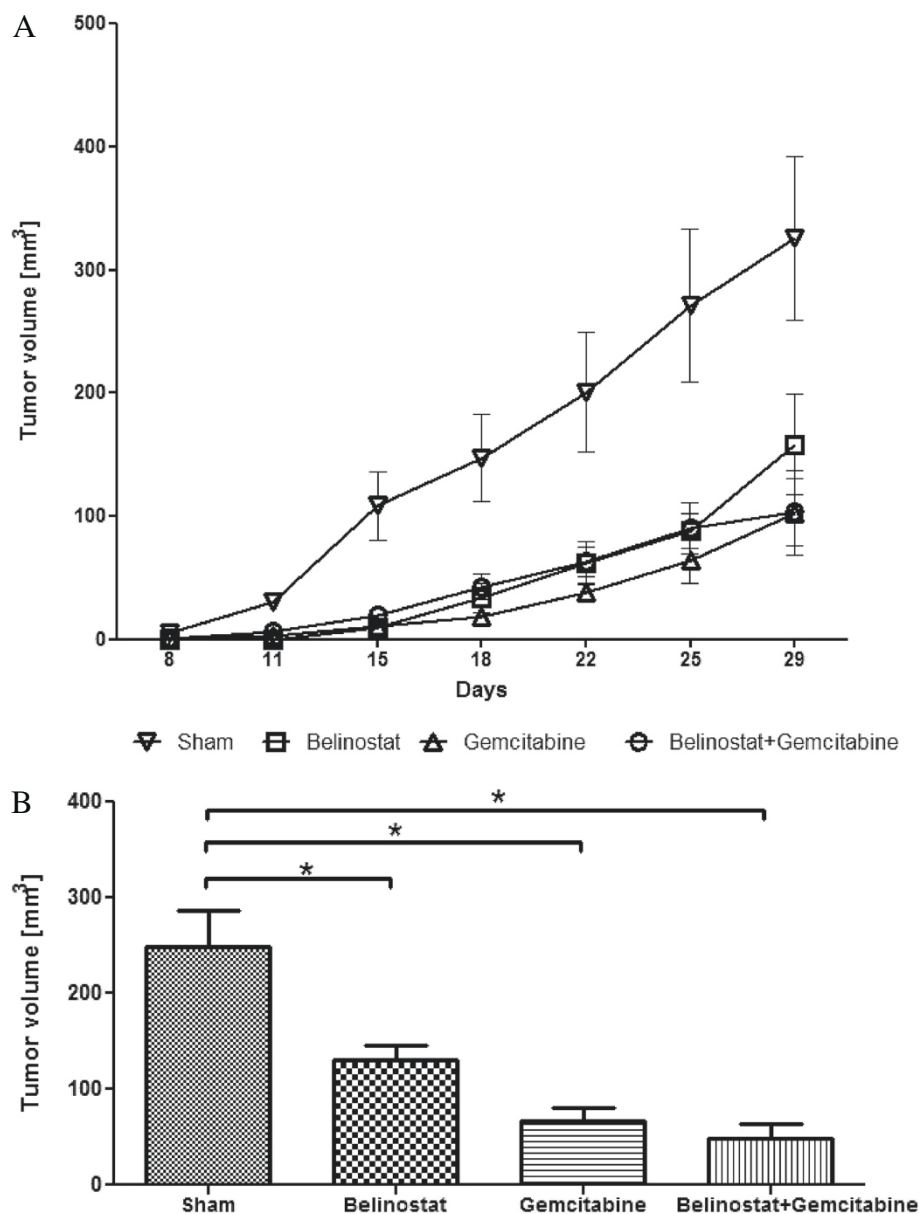 A
500
400
300
200
100
0
Tumor volume [mm³]
8 11 15 18 22 25 29
Days
Sham Belinostat Gemcitabine Belinostat+Gemcitabine
B
400
300
200
100
0
Tumor volume [mm³]
*
*
*
Sham Belinostat Gemcitabine Belinostat+Gemcitabine